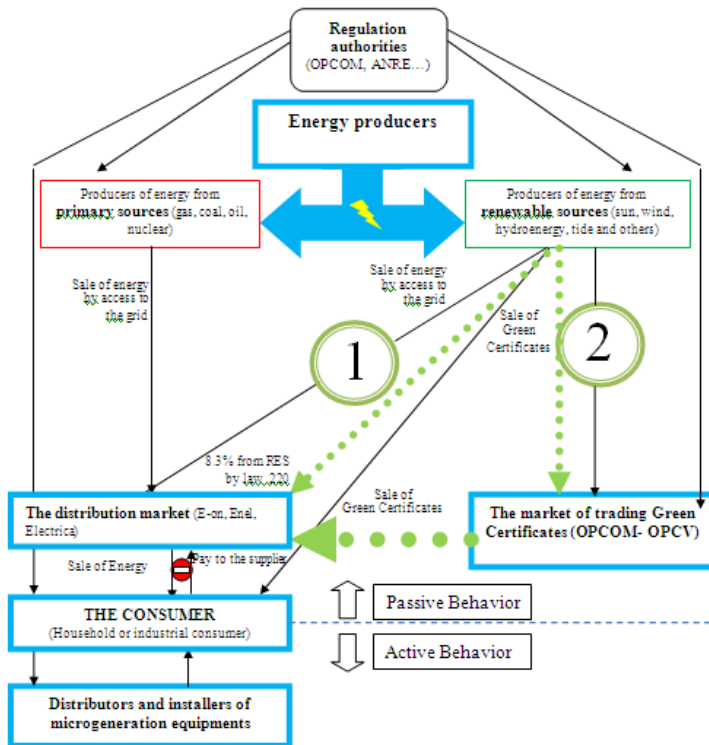 Regulation
authorities
(OPCOM, ANRE…)
Energy producers
Producers of energy from
primary sources (gas, coal, oil,
nuclear)
Producers of energy from
renewable sources (sun, wind,
hydroenergy, tide and others)
Sale of energy
by access to
the grid
Sale of energy
by access to
the grid
Sale of
Green
Certificates
1
2
8.3% from RES
by law 220
Sale of
Green Certificates
The distribution market (E-on, Enel,
Electrica)
The market of trading Green
Certificates (OPCOM- OPCV)
Sale of Energy
Pay to the supplier
THE CONSUMER
(Household or industrial consumer)
Passive Behavior
Active Behavior
Distributors and installers of
microgeneration equipments